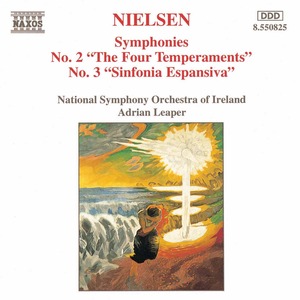 NAXOS
DDD
8.550825
NIELSEN
Symphonies
No. 2 “The Four Temperaments”
No. 3 “Sinfonia Espansiva”
National Symphony Orchestra of Ireland
Adrian Leaper